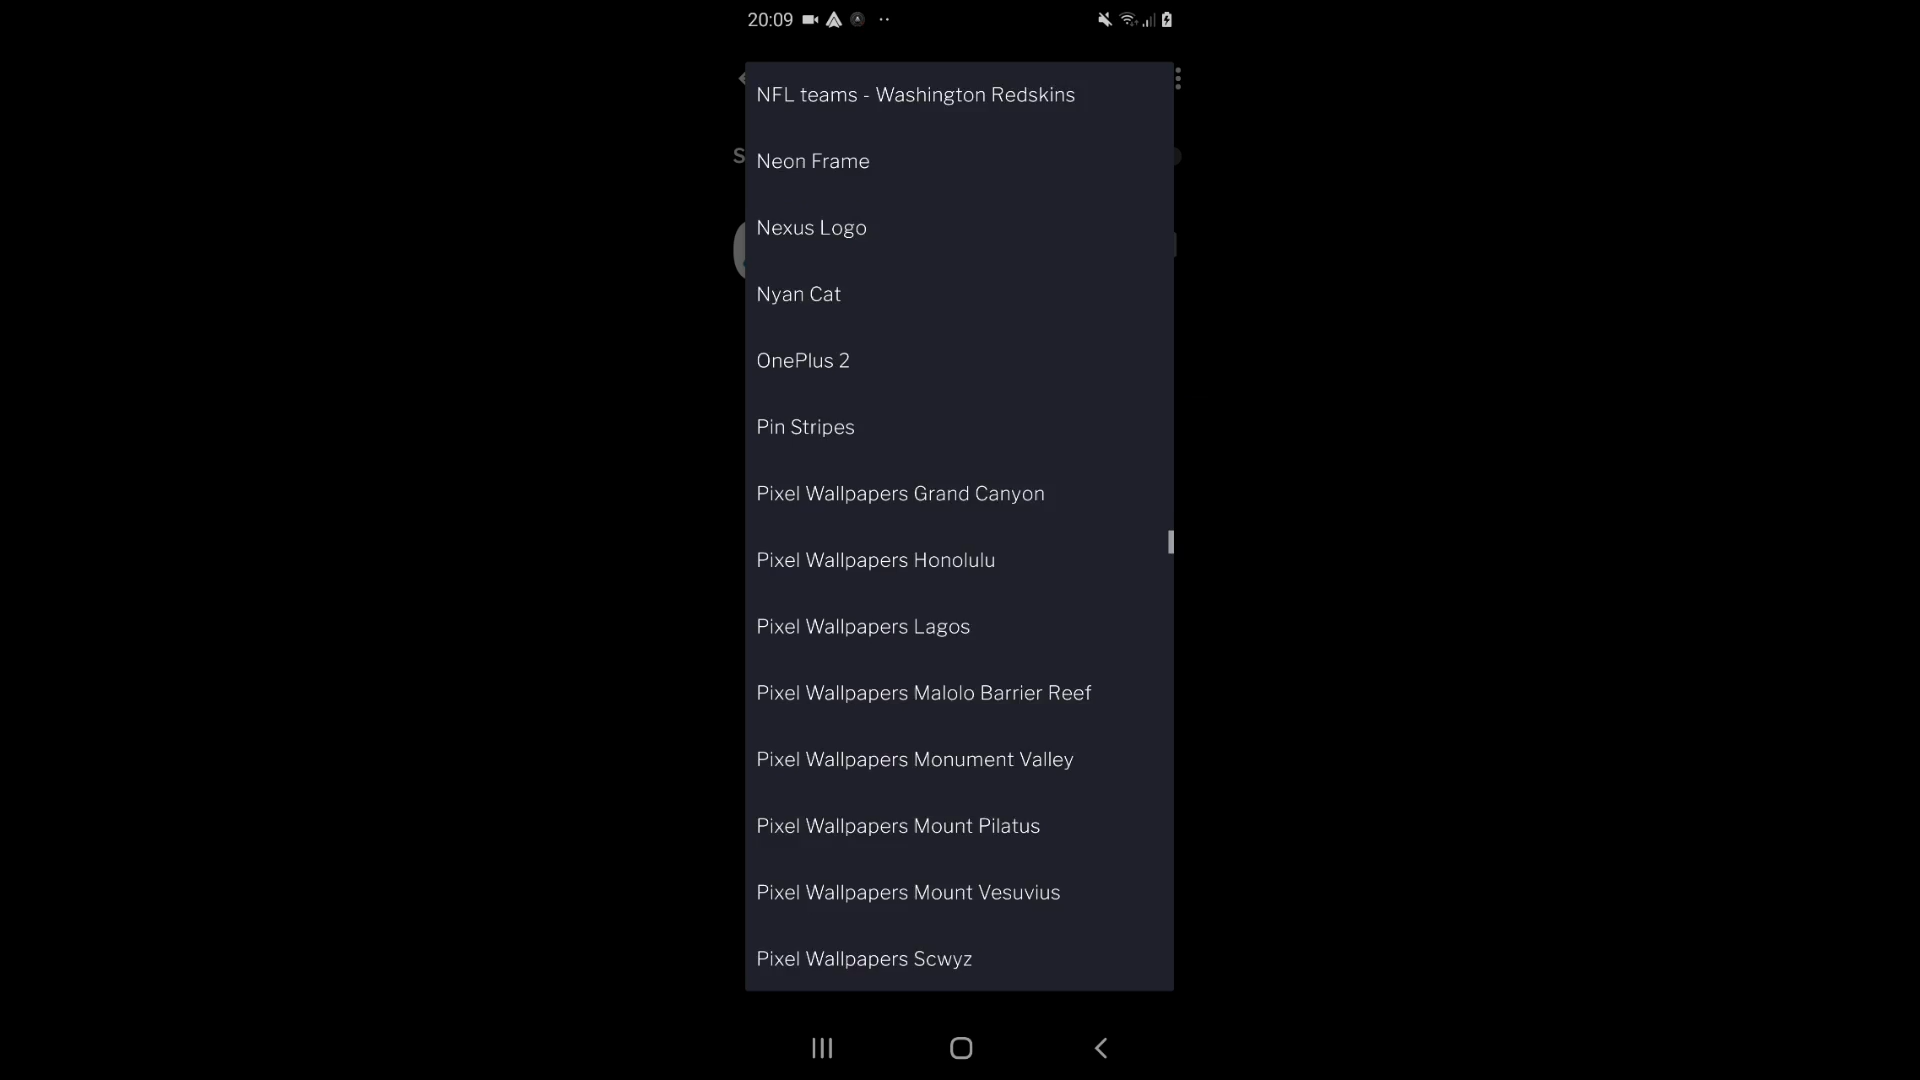 20:09
NFL teams - Washington Redskins
S
Neon Frame
Nexus Logo
Nyan Cat
OnePlus 2
Pin Stripes
Pixel Wallpapers Grand Canyon
Pixel Wallpapers Honolulu
Pixel Wallpapers Lagos
Pixel Wallpapers Malolo Barrier Reef
Pixel Wallpapers Monument Valley
Pixel Wallpapers Mount Pilatus
Pixel Wallpapers Mount Vesuvius
Pixel Wallpapers Scwyz